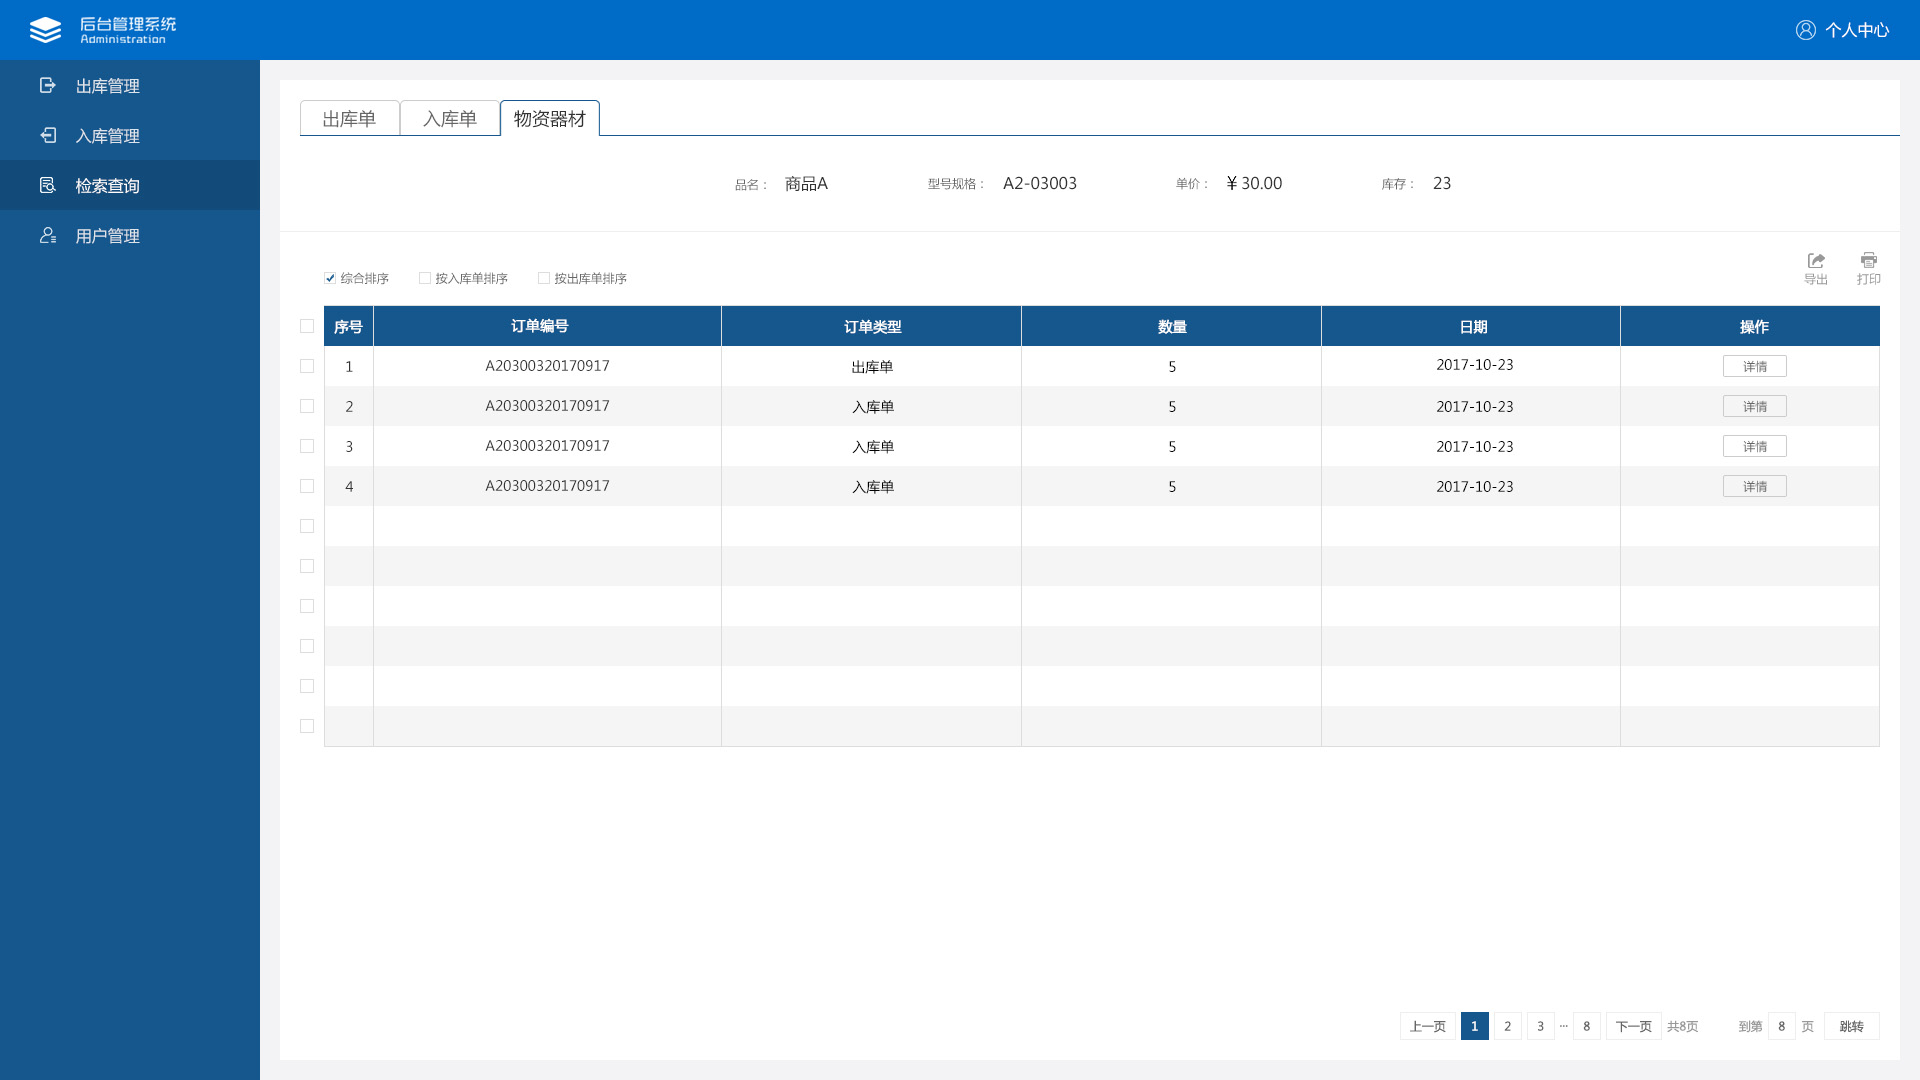 后台管理系统
Administration
个人中心
出库管理
入库管理
检索查询
用户管理
出库单 入库单 物资器材
品名： 商品A 型号规格： A2-03003 单价： ¥ 30.00 库存： 23
综合排序 按入库单排序 按出库单排序 导出 打印
序号 订单编号 订单类型 数量 日期 操作
1 A20300320170917 出库单 5 2017-10-23 详情
2 A20300320170917 入库单 5 2017-10-23 详情
3 A20300320170917 入库单 5 2017-10-23 详情
4 A20300320170917 入库单 5 2017-10-23 详情
上一页 1 2 3 ··· 8 下一页 共8页 到第 8 页 跳转